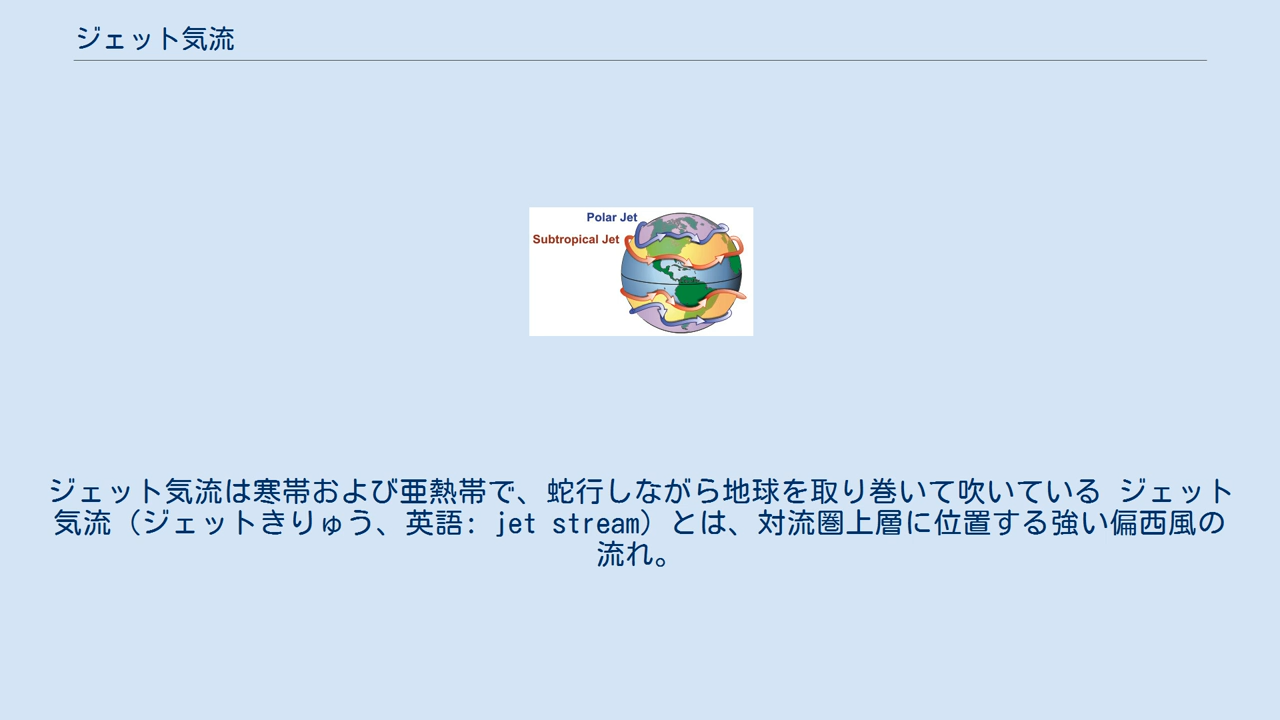 ジェット気流
Polar Jet
Subtropical Jet
ジェット気流は寒帯および亜熱帯で、蛇行しながら地球を取り巻いて吹いている ジェット
気流（ジェットきりゅう、英語: jet stream）とは、対流圏上層に位置する強い偏西風の
流れ。